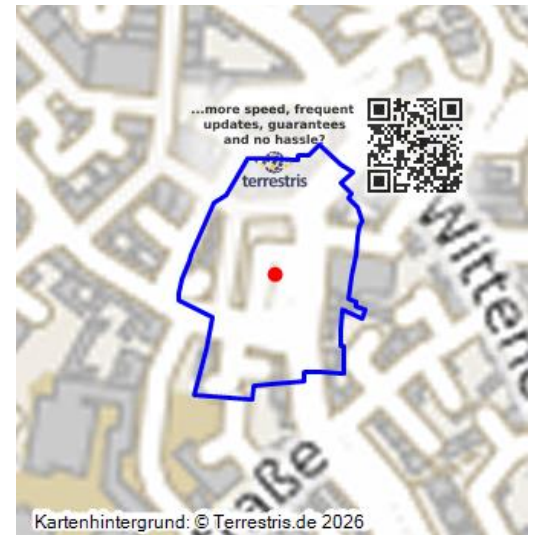 ...more speed, frequent
updates, guarantees
and no hassle?
terrestris
Witten
aße
Kartenhintergrund: © Terrestris.de 2026